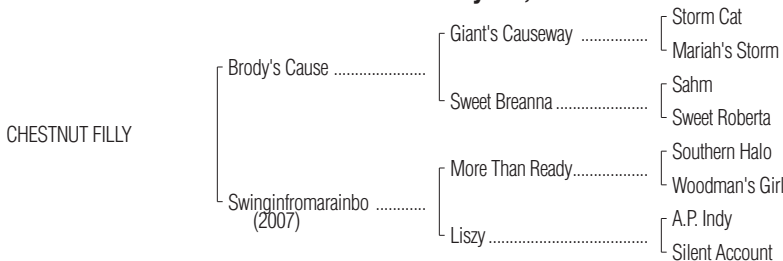 Storm Cat
Giant's Causeway ................
Mariah's Storm
Brody's Cause .......................
Sahm
Sweet Breanna .......................
Sweet Roberta
CHESTNUT FILLY
Southern Halo
More Than Ready...................
Woodman's Girl
Swinginfromarainbo ............
(2007)
A.P. Indy
Liszy ........................................
Silent Account